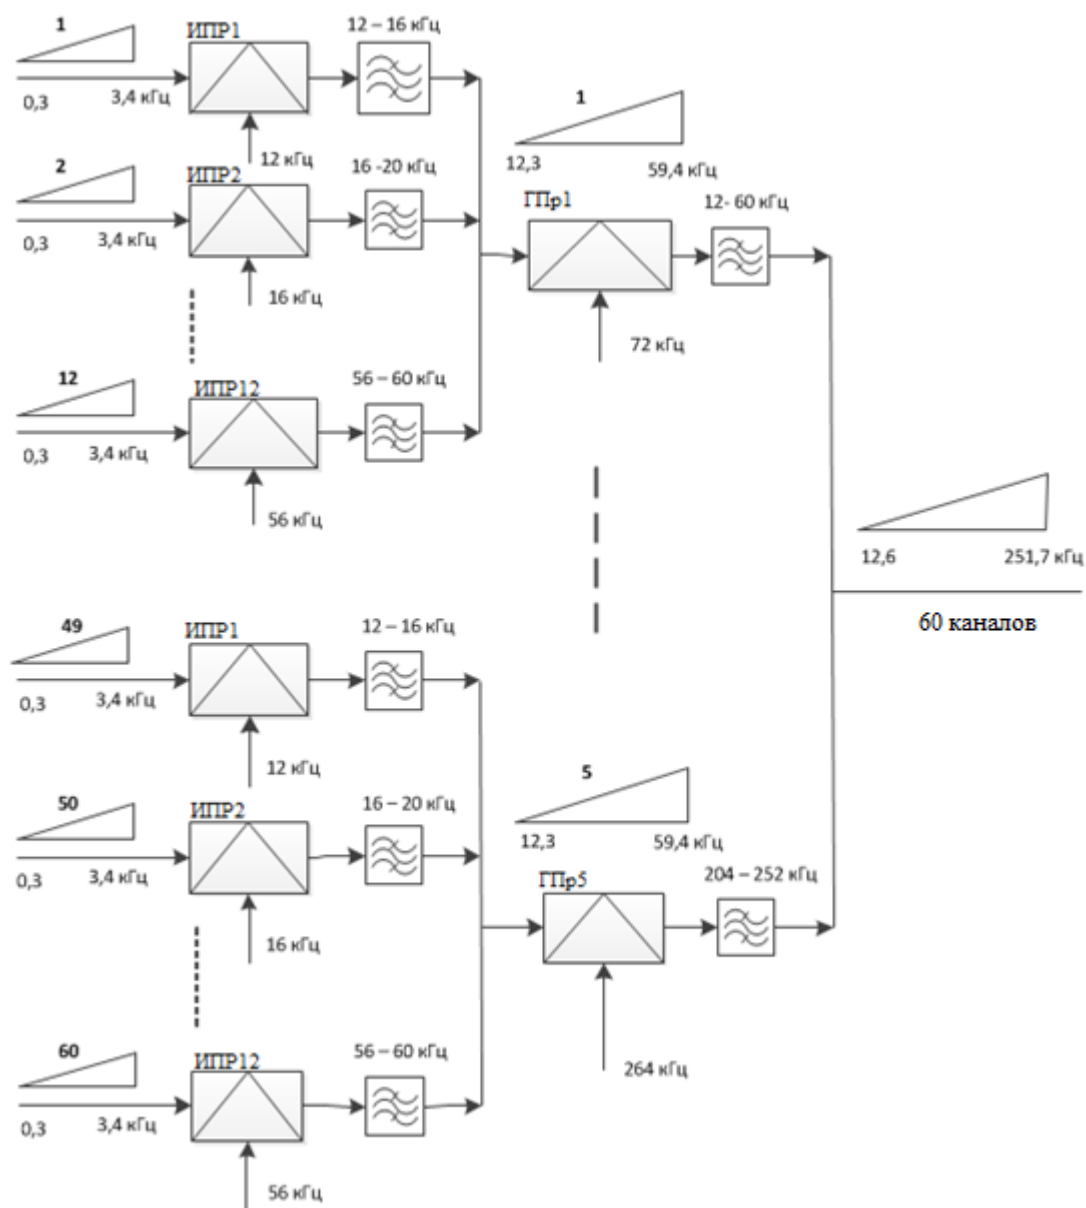 1
ИПР1
12 – 16 кГц
0,3
3,4 кГц
12 кГц
2
ИПР2
16 -20 кГц
0,3
3,4 кГц
16 кГц
1
12,3
59,4 кГц
ГПр1
12- 60 кГц
72 кГц
12
ИПР12
56 – 60 кГц
0,3
3,4 кГц
56 кГц
12,6
251,7 кГц
60 каналов
49
ИПР1
12 – 16 кГц
0,3
3,4 кГц
12 кГц
50
ИПР2
16 – 20 кГц
0,3
3,4 кГц
16 кГц
5
12,3
59,4 кГц
ГПр5
204 – 252 кГц
264 кГц
60
ИПР12
56 – 60 кГц
0,3
3,4 кГц
56 кГц